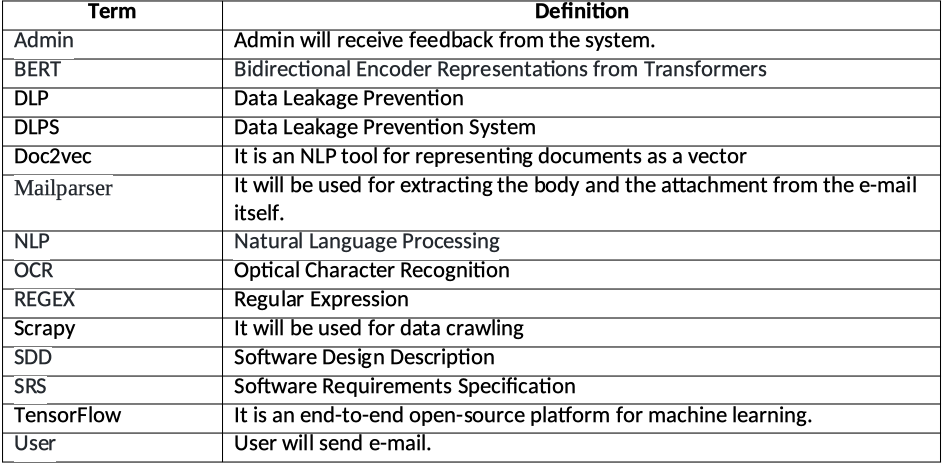 Term Definition
Admin Admin will receive feedback from the system.
BERT Bidirectional Encoder Representations from Transformers
DLP Data Leakage Prevention
DLPS Data Leakage Prevention System
Doc2vec It is an NLP tool for representing documents as a vector
Mailparser It will be used for extracting the body and the attachment from the e-mail
itself.
NLP Natural Language Processing
OCR Optical Character Recognition
REGEX Regular Expression
Scrapy It will be used for data crawling
SDD Software Design Description
SRS Software Requirements Specification
TensorFlow It is an end-to-end open-source platform for machine learning.
User User will send e-mail.